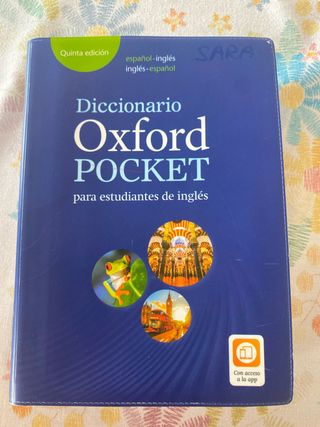 Quinta edición
español-inglés
inglés-español
SARA
Diccionario
Oxford
POCKET
para estudiantes de inglés
Con acceso
a la app